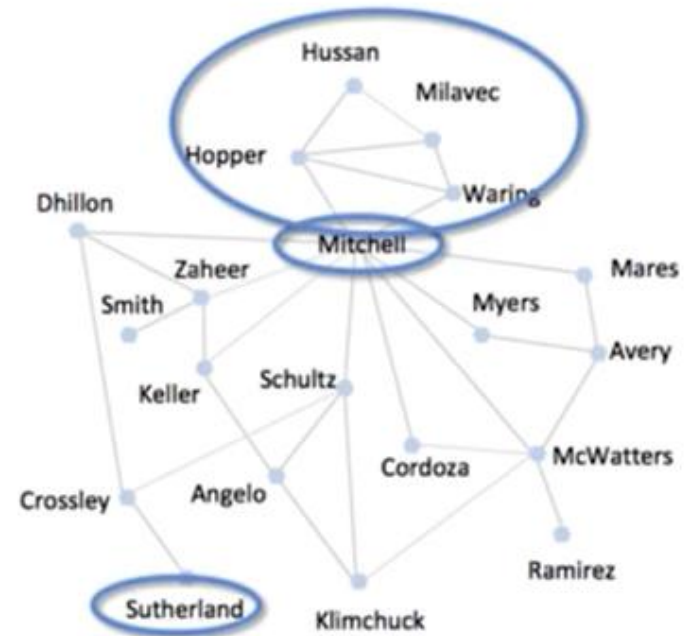 Hussan
Milavec
Hopper
Waring
Dhillon
Mitchell
Zaheer
Mares
Smith
Myers
Avery
Schultz
Keller
McWatters
Cordoza
Angelo
Crossley
Ramirez
Sutherland
Klimchuck